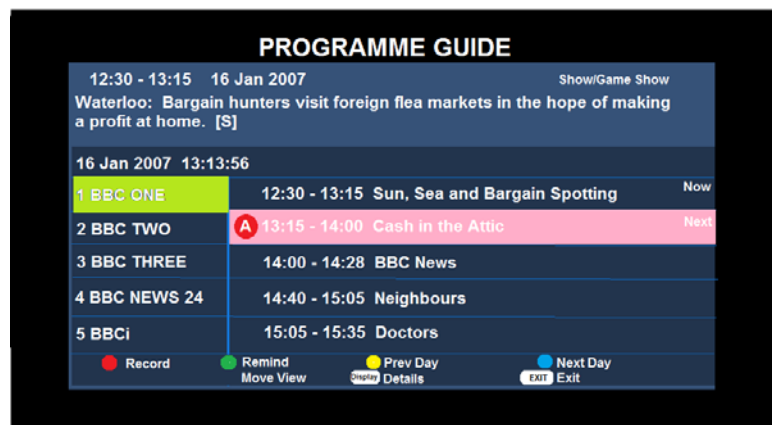 PROGRAMME GUIDE
12:30 - 13:15 16 Jan 2007 Show/Game Show
Waterloo: Bargain hunters visit foreign flea markets in the hope of making
a profit at home. [S]
16 Jan 2007 13:13:56
1 BBC ONE 12:30 - 13:15 Sun, Sea and Bargain Spotting Now
2 BBC TWO A 13:15 - 14:00 Cash in the Attic Next
3 BBC THREE 14:00 - 14:28 BBC News
4 BBC NEWS 24 14:40 - 15:05 Neighbours
5 BBCi 15:05 - 15:35 Doctors
Record Remind Prev Day Next Day
Move View Display Details EXIT Exit